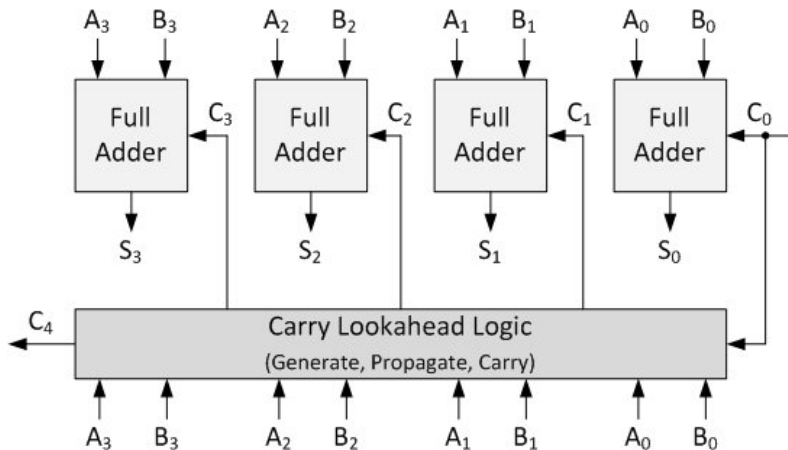 A₃ B₃ A₂ B₂ A₁ B₁ A₀ B₀
Full Adder C₃ Full Adder C₂ Full Adder C₁ Full Adder C₀
S₃ S₂ S₁ S₀
C₄ Carry Lookahead Logic
(Generate, Propagate, Carry)
A₃ B₃ A₂ B₂ A₁ B₁ A₀ B₀